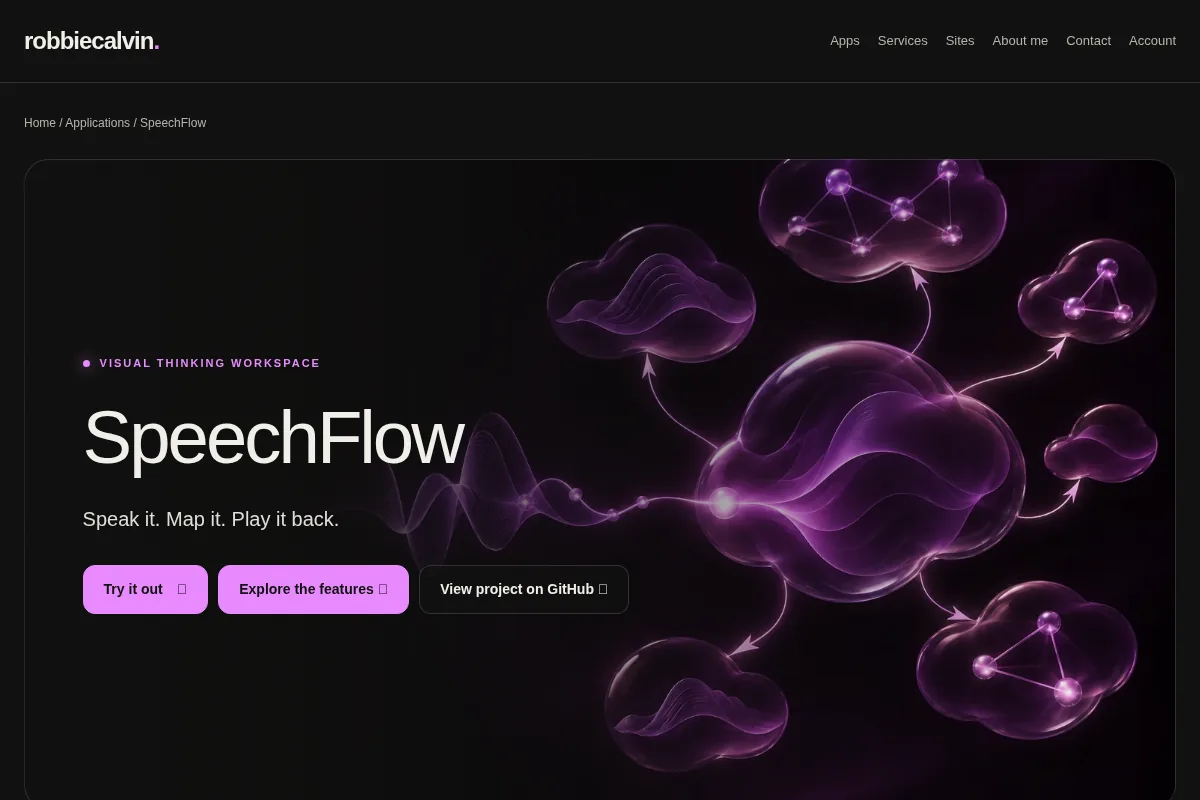 robbiecalvin.
Apps Services Sites About me Contact Account
Home / Applications / SpeechFlow
VISUAL THINKING WORKSPACE
SpeechFlow
Speak it. Map it. Play it back.
Try it out Explore the features View project on GitHub